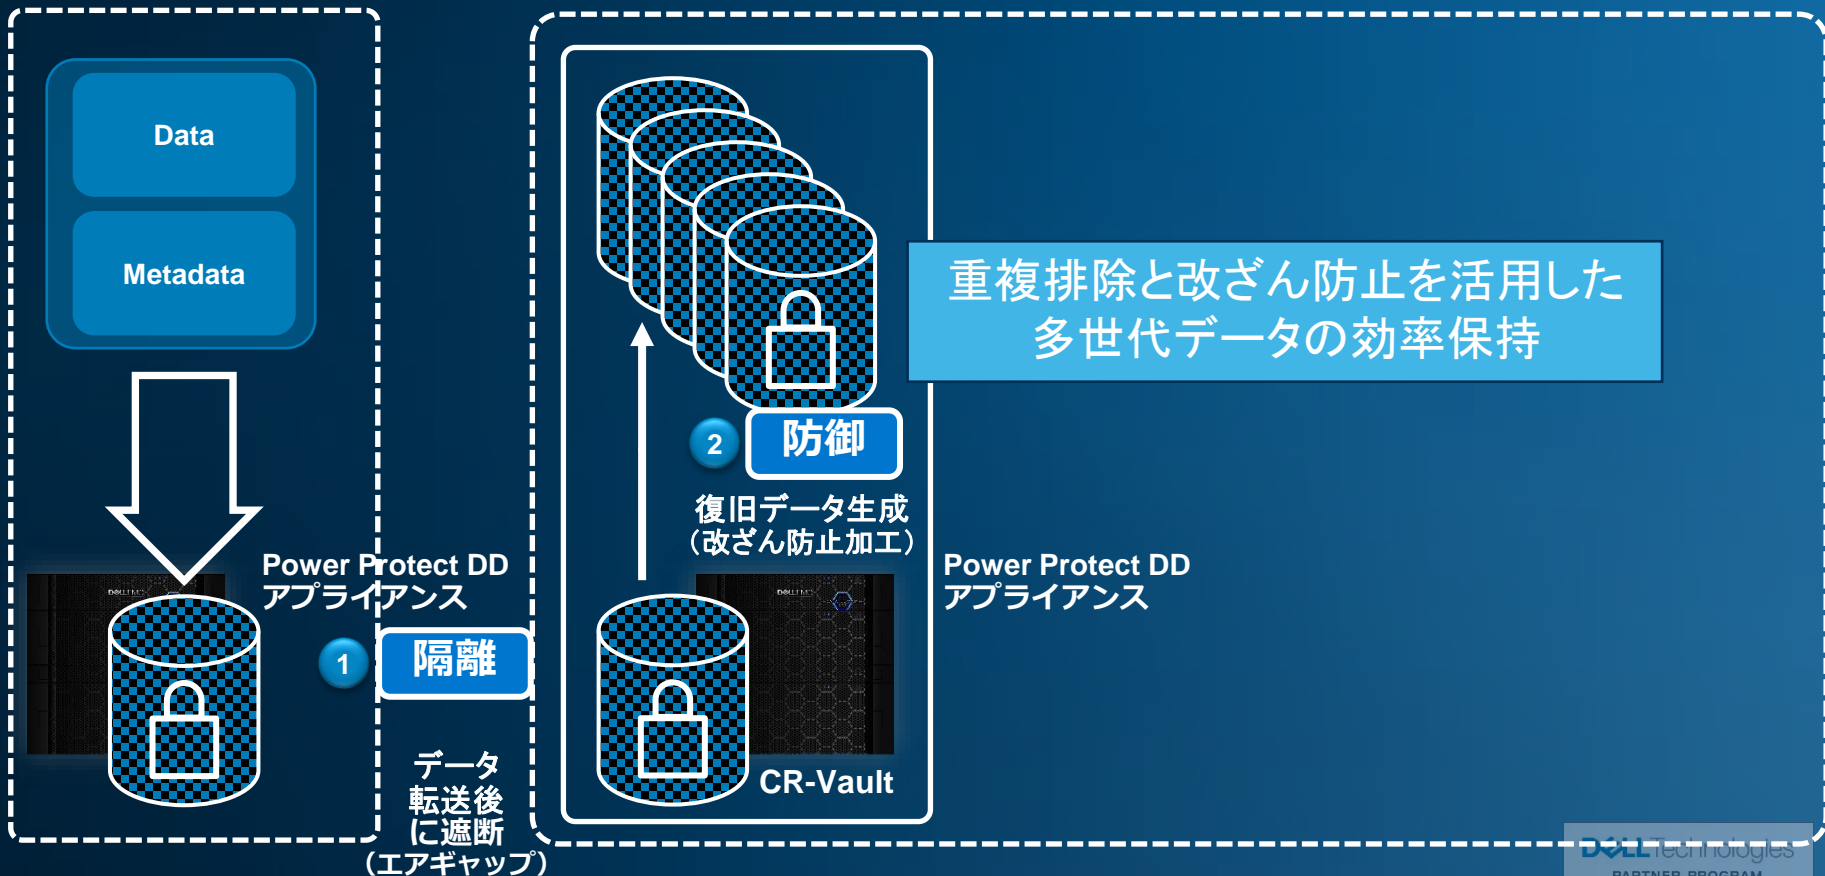 Data
Metadata
Power Protect DD
アプライアンス
1
隔離
データ
転送後
に遮断
（エアギャップ）
重複排除と改ざん防止を活用した
多世代データの効率保持
2
防御
復旧データ生成
（改ざん防止加工）
Power Protect DD
アプライアンス
DELL EMC
CR-Vault
DELLTechnologies
PARTNER PROGRAM